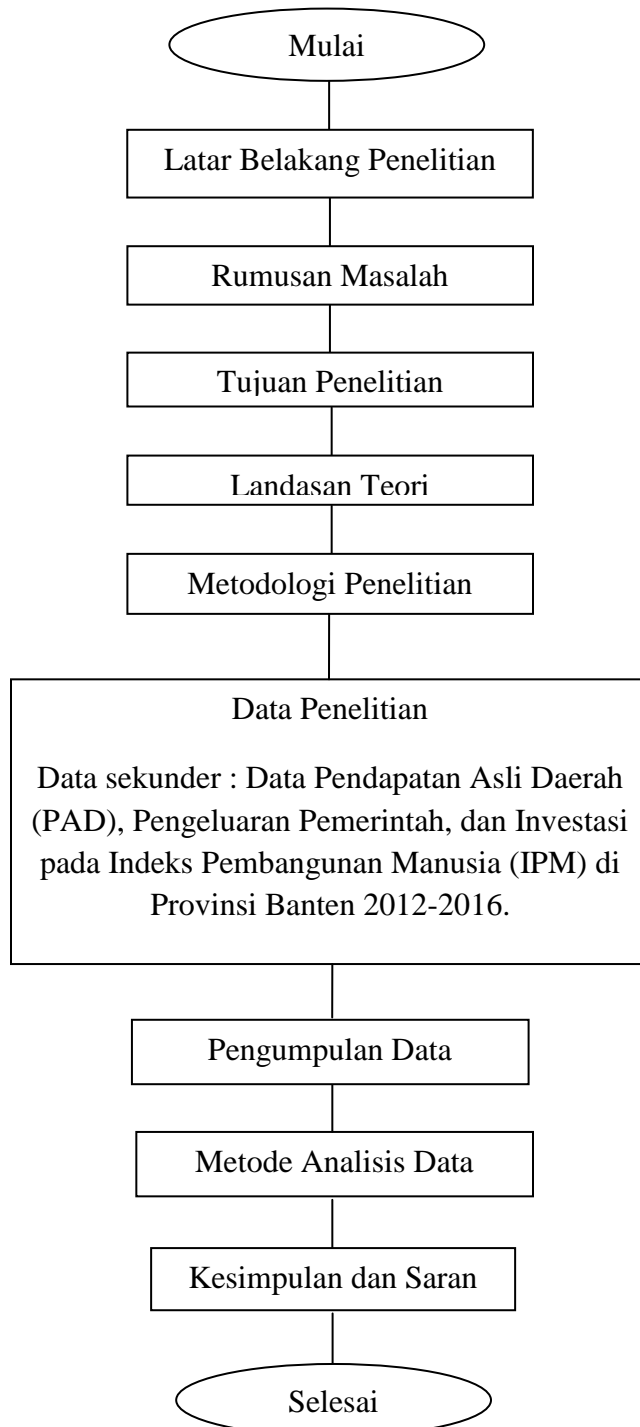 Mulai
Latar Belakang Penelitian
Rumusan Masalah
Tujuan Penelitian
Landasan Teori
Metodologi Penelitian
Data Penelitian
Data sekunder : Data Pendapatan Asli Daerah
(PAD), Pengeluaran Pemerintah, dan Investasi
pada Indeks Pembangunan Manusia (IPM) di
Provinsi Banten 2012-2016.
Pengumpulan Data
Metode Analisis Data
Kesimpulan dan Saran
Selesai